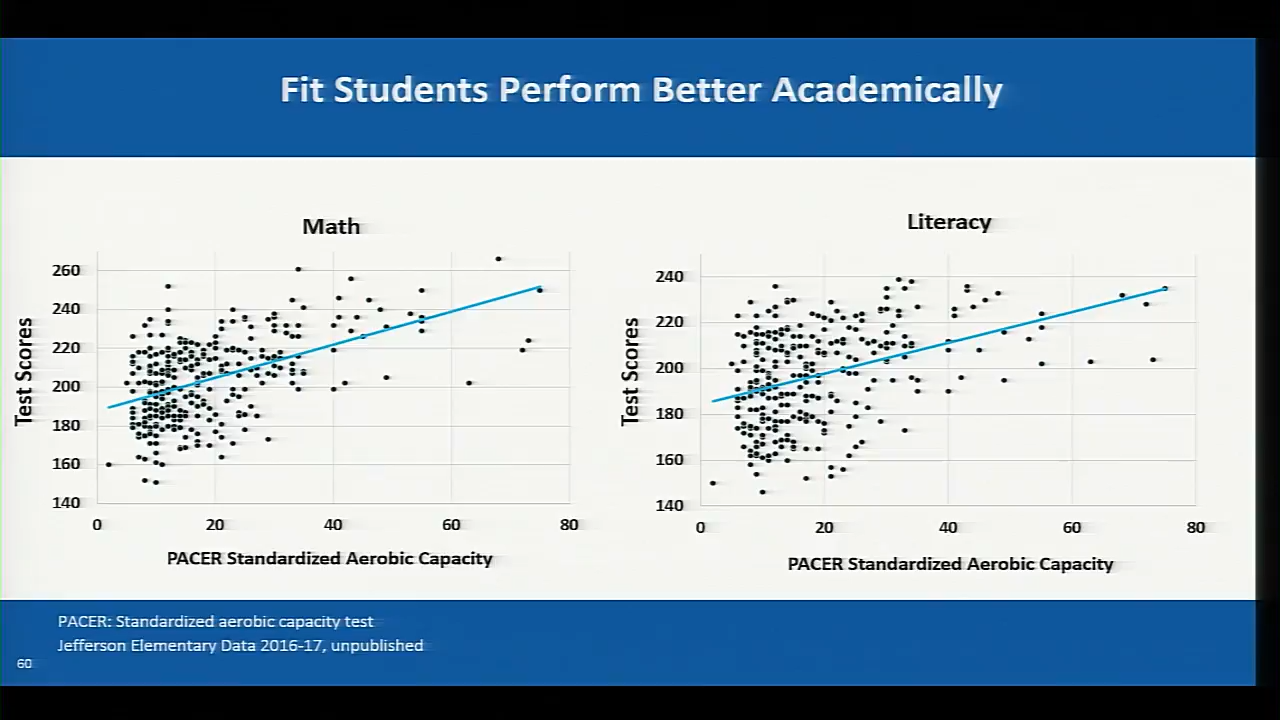 Fit Students Perform Better Academically
Math
Test Scores
260
240
220
200
180
160
140
0 20 40 60 80
PACER Standardized Aerobic Capacity
Literacy
Test Scores
240
220
200
180
160
140
0 20 40 60 80
PACER Standardized Aerobic Capacity
PACER: Standardized aerobic capacity test
Jefferson Elementary Data 2016-17, unpublished
60